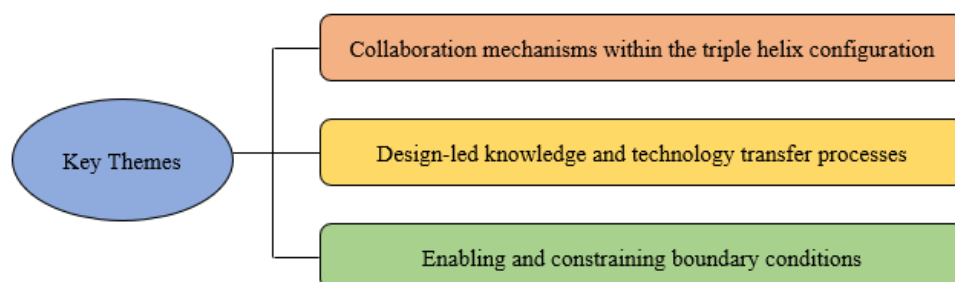 Collaboration mechanisms within the triple helix configuration
Key Themes
Design-led knowledge and technology transfer processes
Enabling and constraining boundary conditions